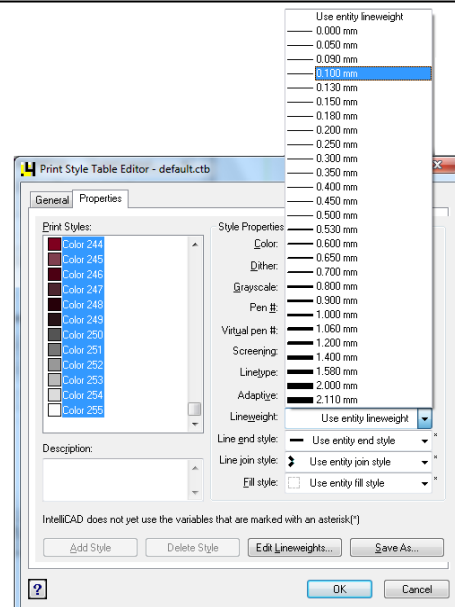 Use entity lineweight
0.000 mm
0.050 mm
0.090 mm
0.100 mm
0.130 mm
0.150 mm
0.180 mm
0.200 mm
0.250 mm
0.300 mm
0.350 mm
0.400 mm
0.450 mm
0.500 mm
0.530 mm
0.600 mm
0.650 mm
0.700 mm
0.800 mm
0.900 mm
1.000 mm
1.060 mm
1.200 mm
1.400 mm
1.580 mm
2.000 mm
2.110 mm
Print Style Table Editor - default.ctb
General Properties
Print Styles:
Color 244
Color 245
Color 246
Color 247
Color 248
Color 249
Color 250
Color 251
Color 252
Color 253
Color 254
Color 255
Description:
Style Properties
Color:
Dither:
Grayscale:
Pen #:
Virtual pen #:
Screening:
Linetype:
Adaptive:
Lineweight: Use entity lineweight
Line end style: Use entity end style *
Line join style: Use entity join style *
Fill style: Use entity fill style *
IntelliCAD does not yet use the variables that are marked with an asterisk(*)
Add Style Delete Style Edit Lineweights... Save As...
? OK Cancel